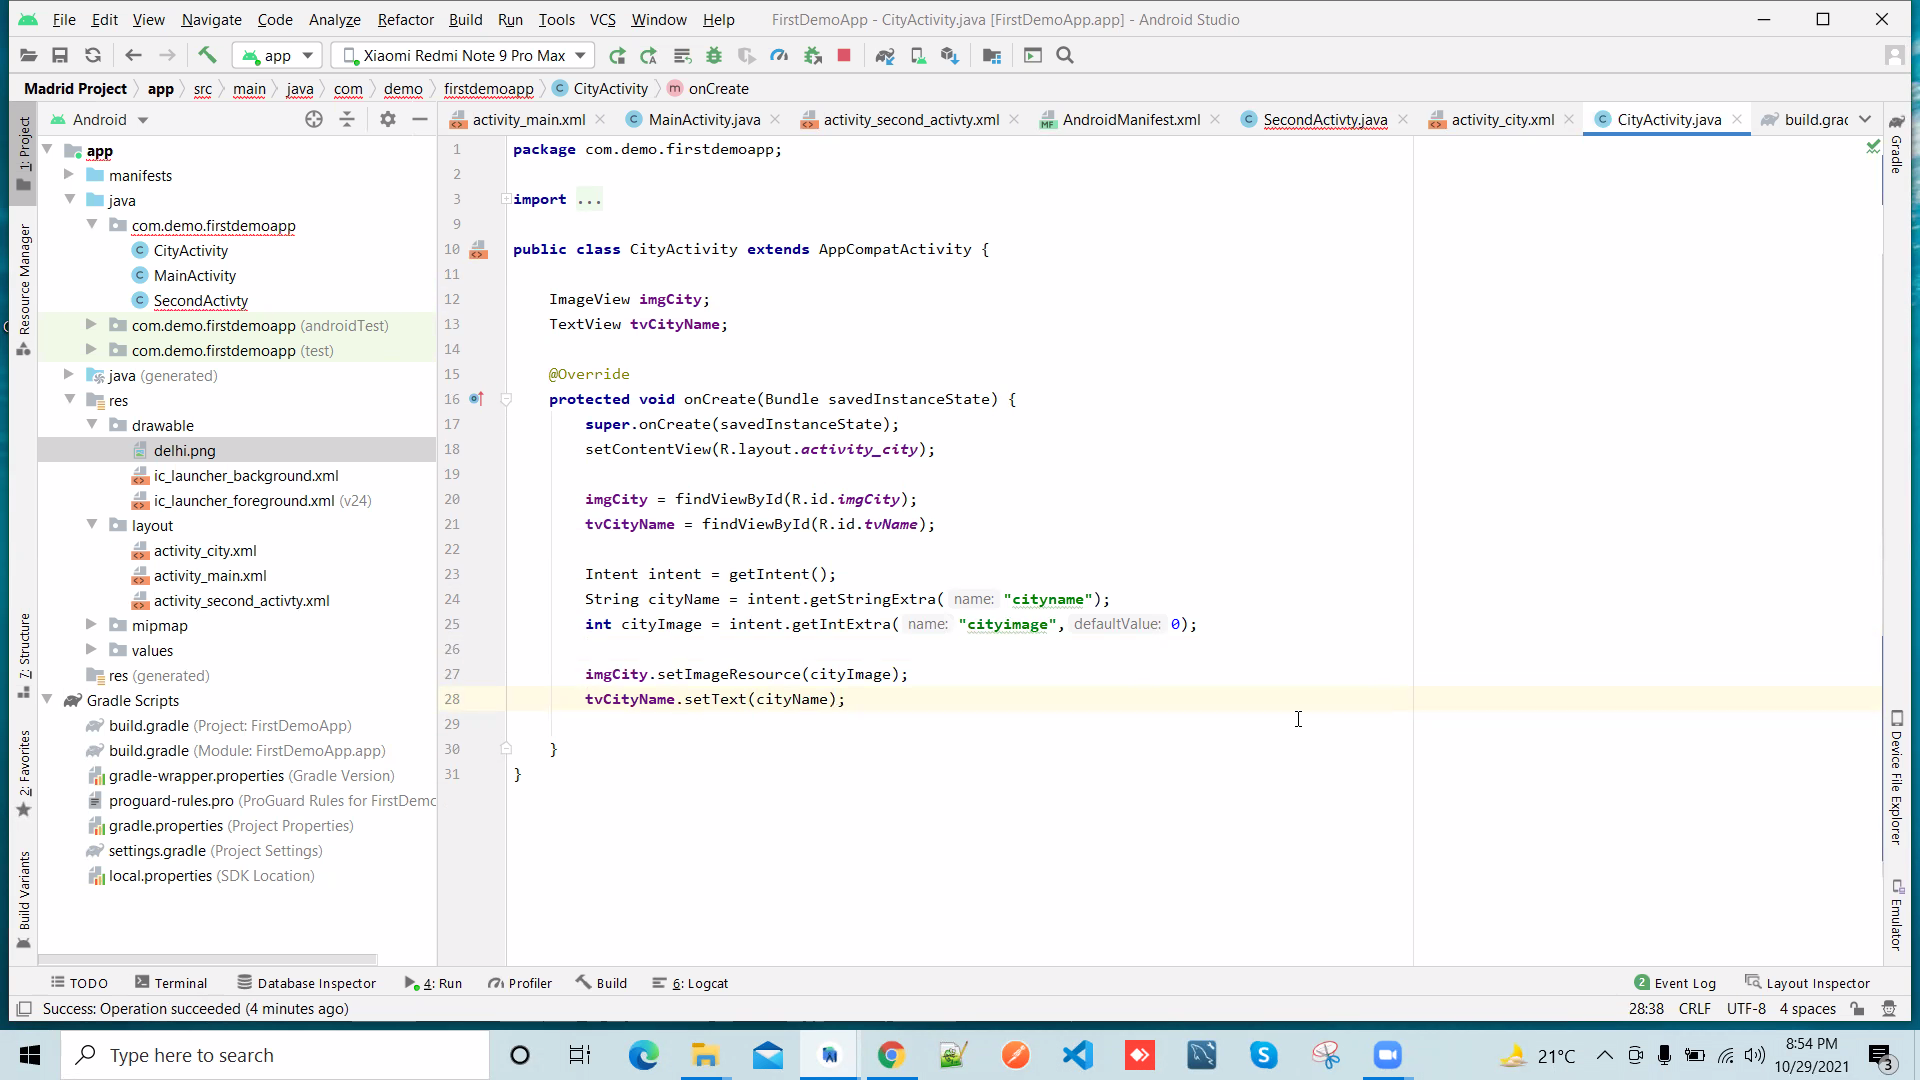 File Edit View Navigate Code Analyze Refactor Build Run Tools VCS Window Help FirstDemoApp - CityActivity.java [FirstDemoApp.app] - Android Studio
app Xiaomi Redmi Note 9 Pro Max
Madrid Project app src main java com demo firstdemoapp CityActivity onCreate
Android
activity_main.xml MainActivity.java activity_second_activty.xml AndroidManifest.xml SecondActivty.java activity_city.xml CityActivity.java build.grac
1: Project
Resource Manager
7: Structure
2: Favorites
Build Variants
app
manifests
java
com.demo.firstdemoapp
CityActivity
MainActivity
SecondActivty
com.demo.firstdemoapp (androidTest)
com.demo.firstdemoapp (test)
java (generated)
res
drawable
delhi.png
ic_launcher_background.xml
ic_launcher_foreground.xml (v24)
layout
activity_city.xml
activity_main.xml
activity_second_activty.xml
mipmap
values
res (generated)
Gradle Scripts
build.gradle (Project: FirstDemoApp)
build.gradle (Module: FirstDemoApp.app)
gradle-wrapper.properties (Gradle Version)
proguard-rules.pro (ProGuard Rules for FirstDemo
gradle.properties (Project Properties)
settings.gradle (Project Settings)
local.properties (SDK Location)
1 package com.demo.firstdemoapp;
2
3 import ...
9
10 public class CityActivity extends AppCompatActivity {
11
12 ImageView imgCity;
13 TextView tvCityName;
14
15 @Override
16 protected void onCreate(Bundle savedInstanceState) {
17 super.onCreate(savedInstanceState);
18 setContentView(R.layout.activity_city);
19
20 imgCity = findViewById(R.id.imgCity);
21 tvCityName = findViewById(R.id.tvName);
22
23 Intent intent = getIntent();
24 String cityName = intent.getStringExtra( name: "cityname");
25 int cityImage = intent.getIntExtra( name: "cityimage", defaultValue: 0);
26
27 imgCity.setImageResource(cityImage);
28 tvCityName.setText(cityName);
29
30 }
31 }
Gradle
Device File Explorer
Emulator
TODO Terminal Database Inspector 4: Run Profiler Build 6: Logcat 2 Event Log Layout Inspector
Success: Operation succeeded (4 minutes ago) 28:38 CRLF UTF-8 4 spaces
Type here to search 21°C 8:54 PM
10/29/2021 3